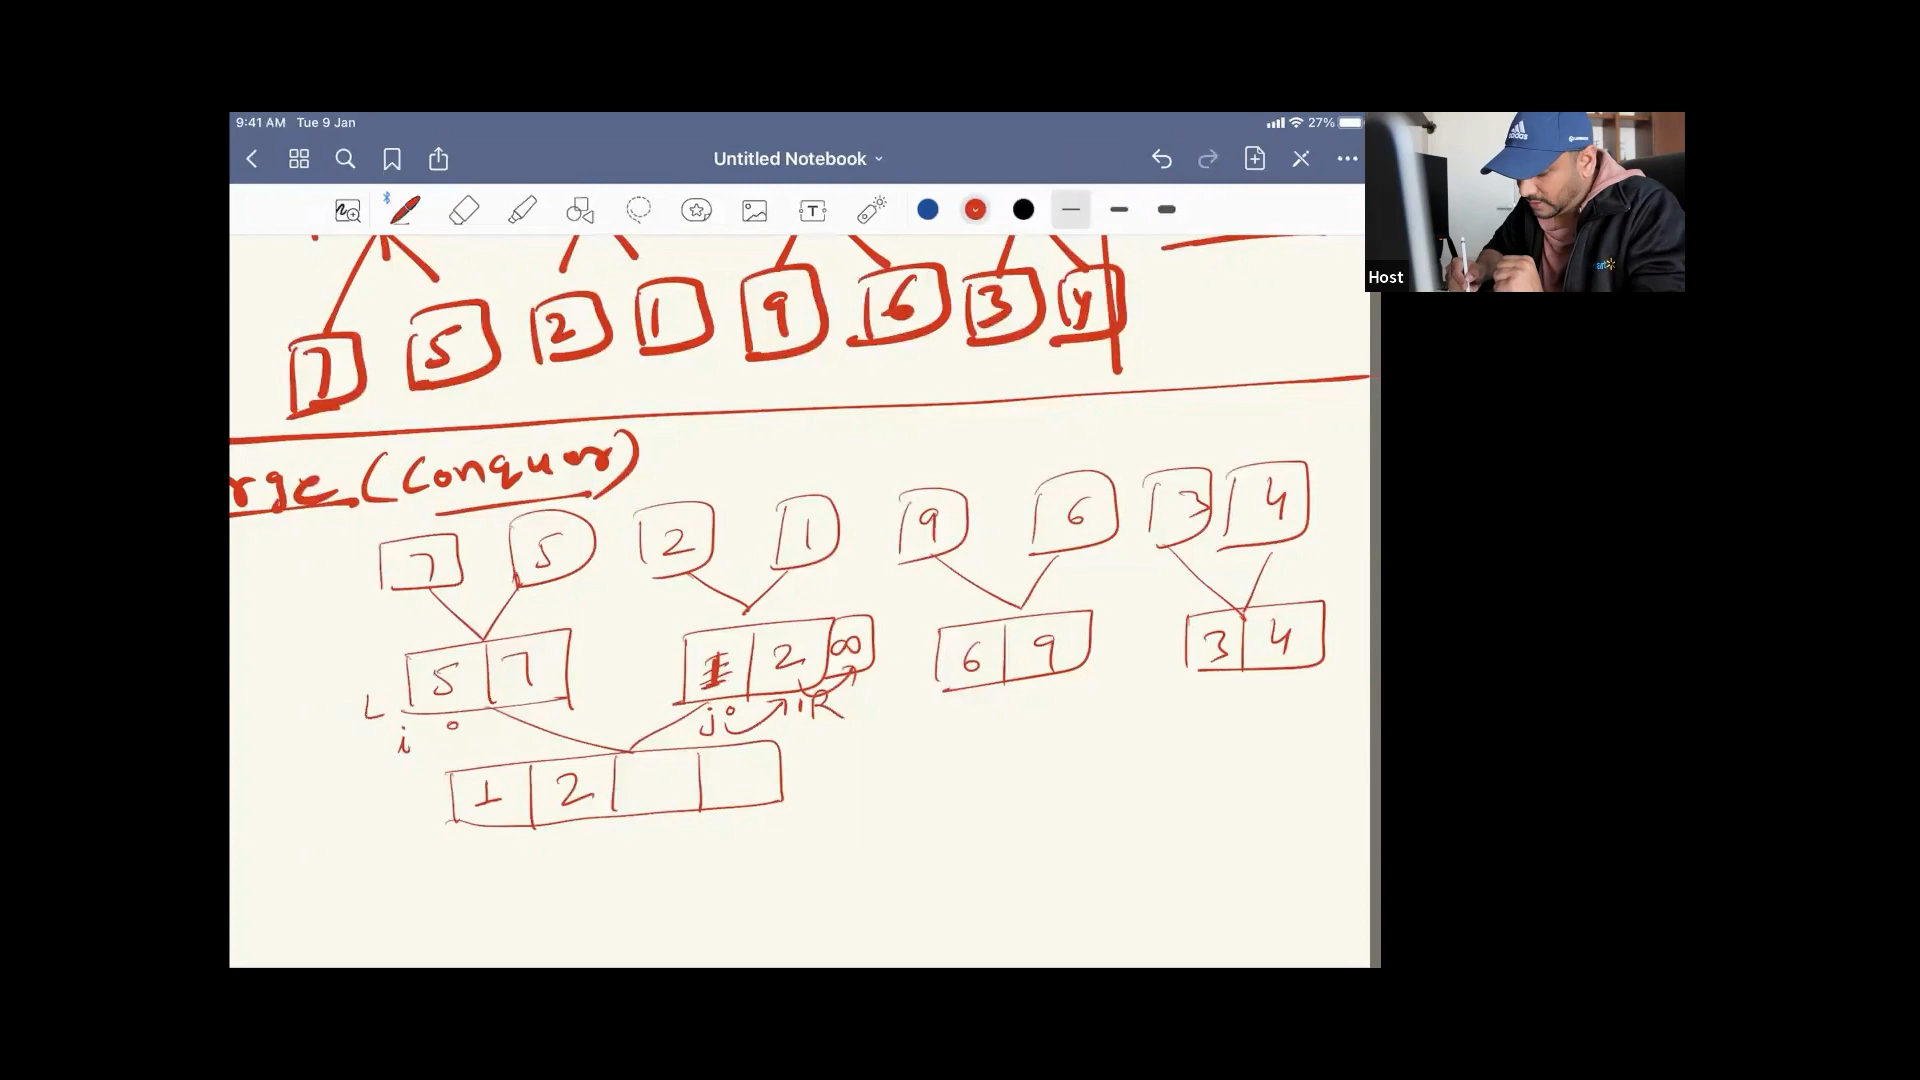 9:41 AM Tue 9 Jan 27%
Untitled Notebook
T
adidas
Host
7 5 2 1 9 6 3 4
rge (Conquer)
7 5 2 1 9 6 3 4
5 7 1 2 ∞ 6 9 3 4
L R
i j
1 2